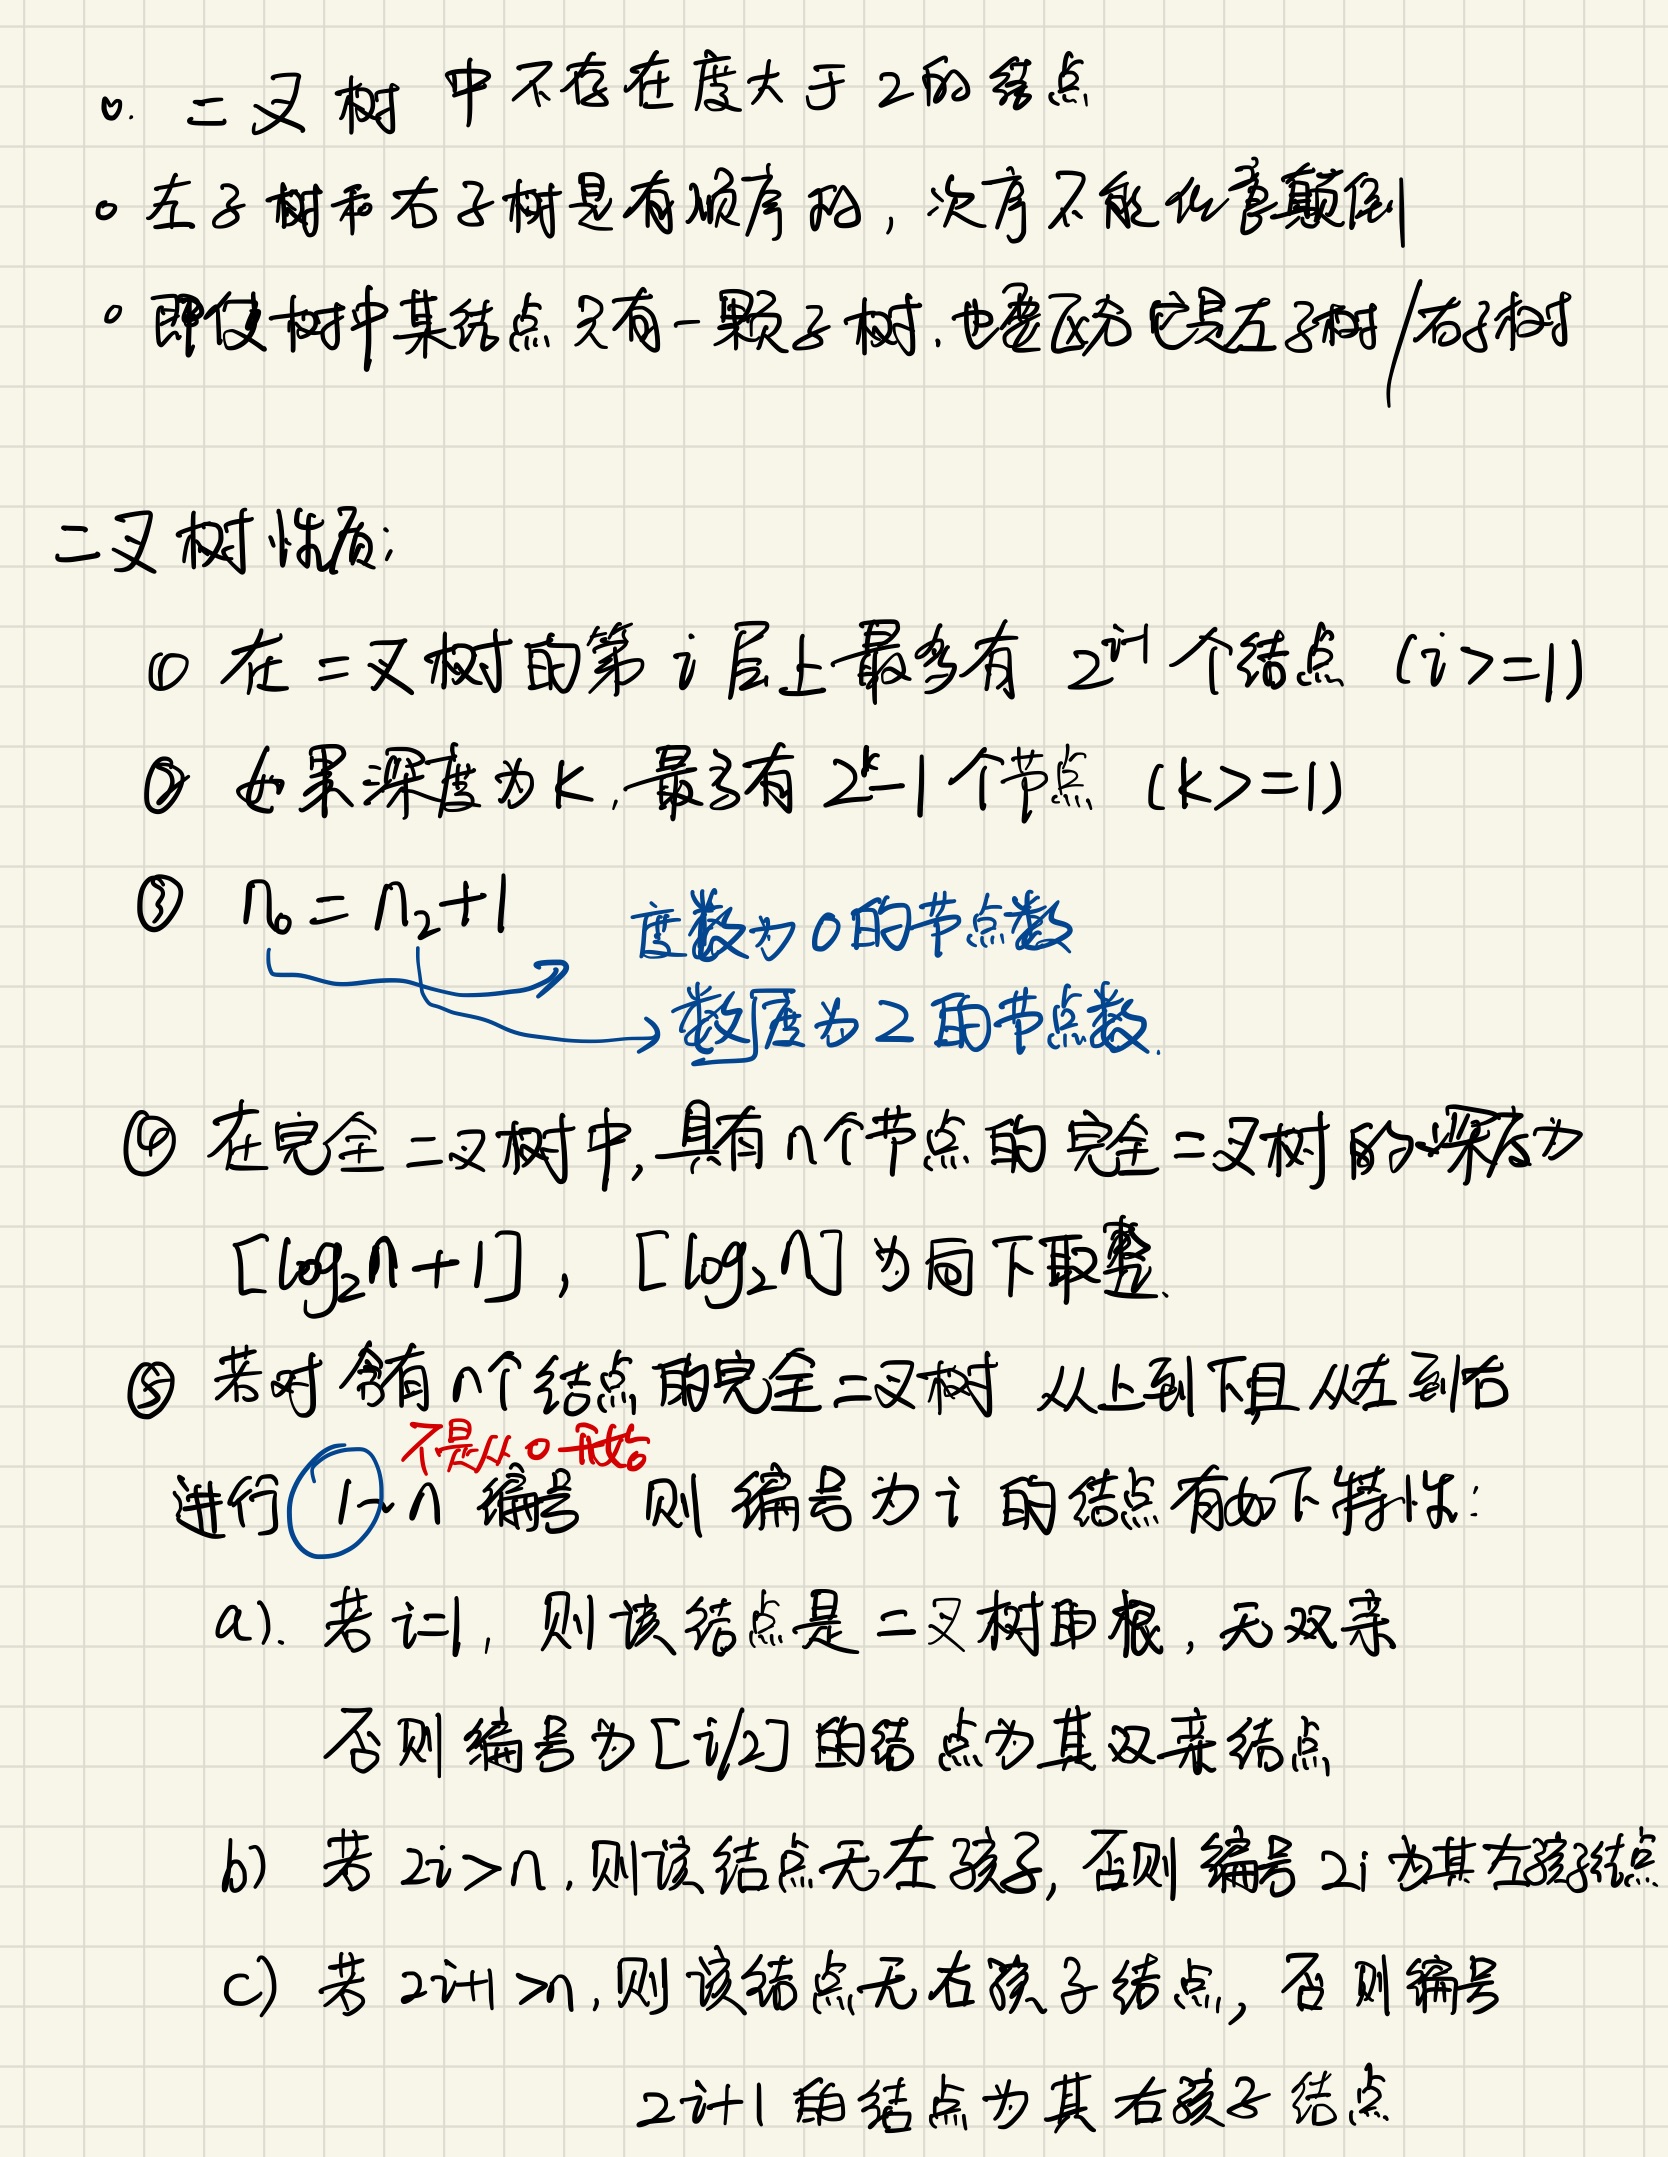 。二叉树中不存在度大于2的结点
。左子树和右子树是有顺序的,次序不能任意颠倒
。即使树中某结点只有一颗子树.也要区分它是左子树/右子树
二叉树性质:
① 在二叉树的第i层上最多有 2^(i-1) 个结点 (i>=1)
② 如果深度为K,最多有 2^k-1 个节点 (k>=1)
③ n₀ = n₂+1
度数为0的节点数
数度为2的节点数.
④ 在完全二叉树中,具有n个节点的完全二叉树的深度为
[log₂n+1], [log₂n]为向下取整.
⑤ 若对含有n个结点的完全二叉树 从上到下且从左到右
不是从0开始
进行 1~n 编号 则编号为i的结点有如下特性:
a). 若i=1, 则该结点是二叉树的根, 无双亲
否则编号为[i/2]的结点为其双亲结点
b) 若 2i>n,则该结点无左孩子,否则编号2i为其左孩子结点
c) 若 2i+1>n,则该结点无右孩子结点,否则编号
2i+1的结点为其右孩子结点